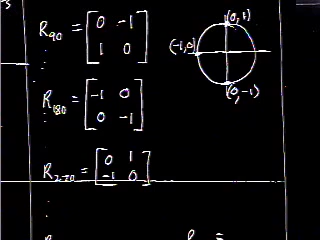 R₉₀ = [0 -1
1 0]
(0,1)
(-1,0)
(0,-1)
R₁₈₀ = [-1 0
0 -1]
R₂₇₀ = [0 1
-1 0]